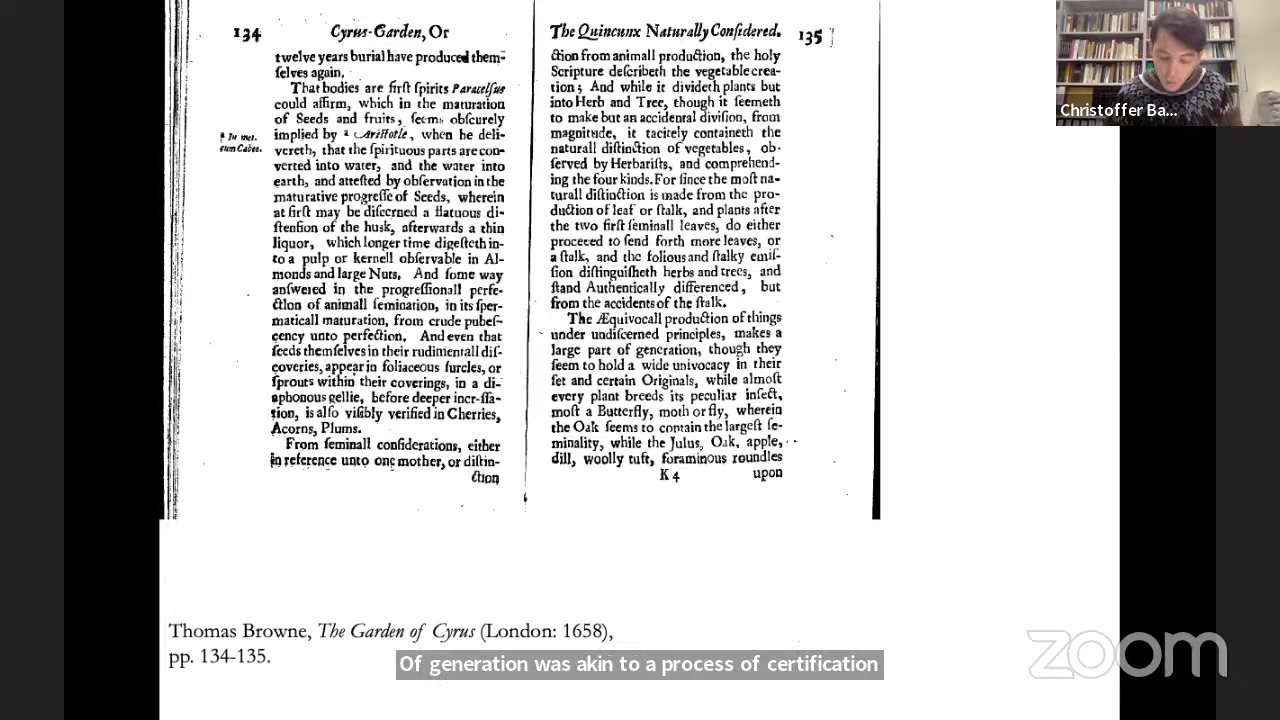 134 Cyrus-Garden, Or
twelve years burial have produced them-
ſelves again.
That bodies are firſt ſpirits Paracelſus
could affirm, which in the maturation
of Seeds and fruits, ſeems obſcurely
implied by ª Ariſtotle, when he deli-
vereth, that the ſpirituous parts are con-
verted into water, and the water into
earth, and atteſted by obſervation in the
maturative progreſſe of Seeds, wherein
at firſt may be diſcerned a flatuous di-
ſtenſion of the husk, afterwards a thin
liquor, which longer time digeſteth in-
to a pulp or kernell obſervable in Al-
monds and large Nuts. And ſome way
anſwered in the progreſſionall perfe-
ction of animall ſemination, in its ſper-
maticall maturation, from crude pubeſ-
cency unto perfection. And even that
ſeeds themſelves in their rudimentall diſ-
coveries, appear in foliaceous ſurcles, or
ſprouts within their coverings, in a di-
aphonous gellie, before deeper incr-ſſa-
tion, is alſo viſibly verified in Cherries,
Acorns, Plums.
From ſeminall conſiderations, either
in reference unto one mother, or diſtin-
ction
ª In met.
cum Cabeo.
The Quincunx Naturally Conſidered. 135
ction from animall production, the holy
Scripture deſcribeth the vegetable crea-
tion; And while it divideth plants but
into Herb and Tree, though it ſeemeth
to make but an accidental diviſion, from
magnitude, it tacitely containeth the
naturall diſtinction of vegetables, ob-
ſerved by Herbariſts, and comprehend-
ing the four kinds. For ſince the moſt na-
turall diſtinction is made from the pro-
duction of leaf or ſtalk, and plants after
the two firſt ſeminall leaves, do either
proceed to ſend forth more leaves, or
a ſtalk, and the folious and ſtalky emiſ-
ſion diſtinguiſheth herbs and trees, and
ſtand Authentically differenced, but
from the accidents of the ſtalk.
The Æquivocall production of things
under undiſcerned principles, makes a
large part of generation, though they
ſeem to hold a wide univocacy in their
ſet and certain Originals, while almoſt
every plant breeds its peculiar inſect,
moſt a Butterfly, moth or fly, wherein
the Oak ſeems to contain the largeſt ſe-
minality, while the Julus, Oak, apple,
dill, woolly tuft, foraminous roundles
K 4 upon
Christoffer Ba...
Thomas Browne, The Garden of Cyrus (London: 1658),
pp. 134-135.
Of generation was akin to a process of certification
zoom